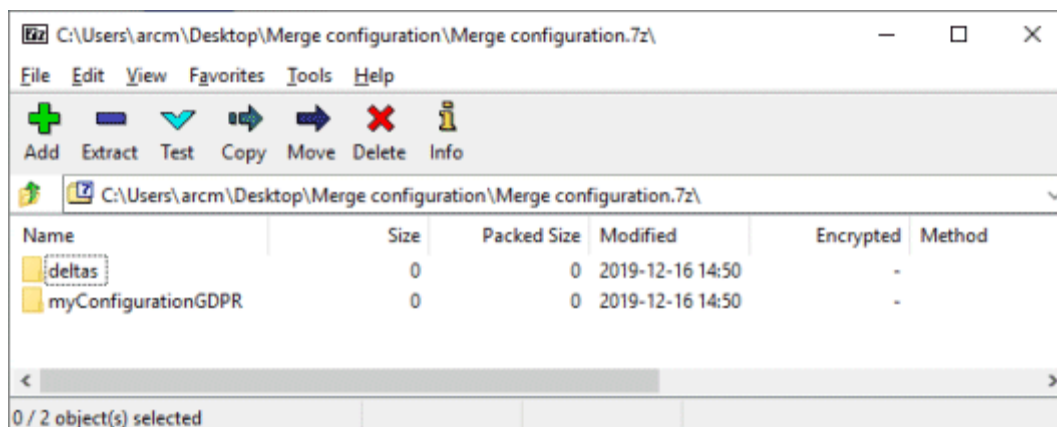 C:\Users\arcm\Desktop\Merge configuration\Merge configuration.7z\
File Edit View Favorites Tools Help
Add Extract Test Copy Move Delete Info
C:\Users\arcm\Desktop\Merge configuration\Merge configuration.7z\
Name Size Packed Size Modified Encrypted Method
deltas 0 0 2019-12-16 14:50 -
myConfigurationGDPR 0 0 2019-12-16 14:50 -
0 / 2 object(s) selected